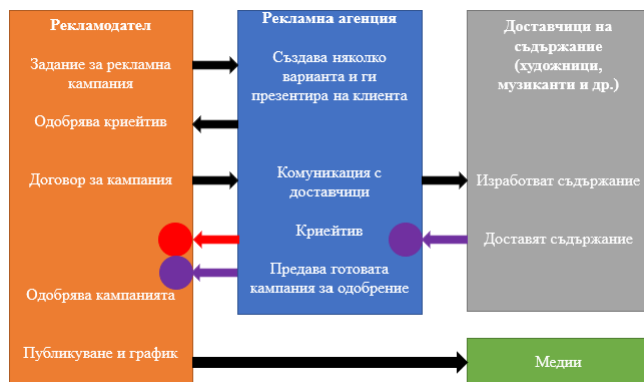 Рекламодател
Задание за рекламна
кампания
Одобрява криейтив
Договор за кампания
Одобрява кампанията
Публикуване и график
Рекламна агенция
Създава няколко
варианта и ги
презентира на клиента
Комуникация с
доставчици
Криейтив
Предава готовата
кампания за одобрение
Доставчици на
съдържание
(художници,
музиканти и др.)
Изработват съдържание
Доставят съдържание
Медии